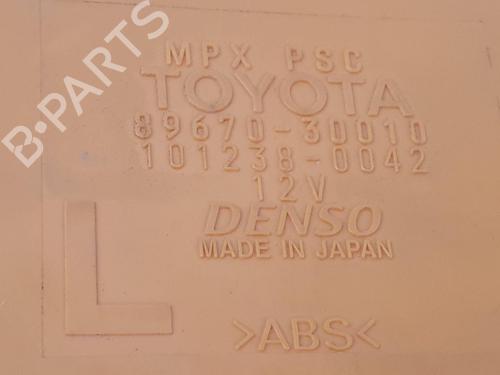 B-PARTS
MPX PSC
TOYOTA
89670-30010
101238-0042
12V
DENSO
MADE IN JAPAN
L
>ABS<